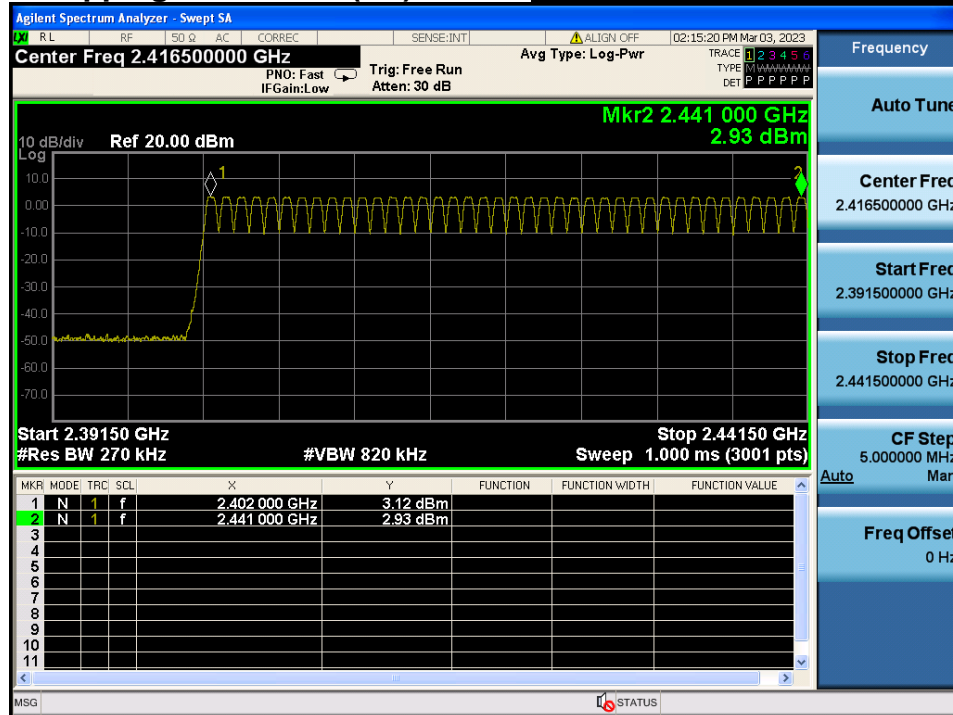 Agilent Spectrum Analyzer - Swept SA
RL RF 50 Ω AC CORREC SENSE:INT ALIGN OFF 02:15:20 PM Mar 03, 2023
Center Freq 2.416500000 GHz
PNO: Fast
IFGain:Low
Trig: Free Run
Atten: 30 dB
Avg Type: Log-Pwr
TRACE 1 2 3 4 5 6
TYPE M WWWWW
DET P P P P P P
Mkr2 2.441 000 GHz
2.93 dBm
10 dB/div Ref 20.00 dBm
Log
10.0
0.00
-10.0
-20.0
-30.0
-40.0
-50.0
-60.0
-70.0
1
2
Start 2.39150 GHz Stop 2.44150 GHz
#Res BW 270 kHz #VBW 820 kHz Sweep 1.000 ms (3001 pts)
MKR MODE TRC SCL X Y FUNCTION FUNCTION WIDTH FUNCTION VALUE
1 N 1 f 2.402 000 GHz 3.12 dBm
2 N 1 f 2.441 000 GHz 2.93 dBm
3
4
5
6
7
8
9
10
11
MSG STATUS
Frequency
Auto Tune
Center Freq
2.416500000 GHz
Start Freq
2.391500000 GHz
Stop Freq
2.441500000 GHz
CF Step
5.000000 MHz
Auto Man
Freq Offset
0 Hz